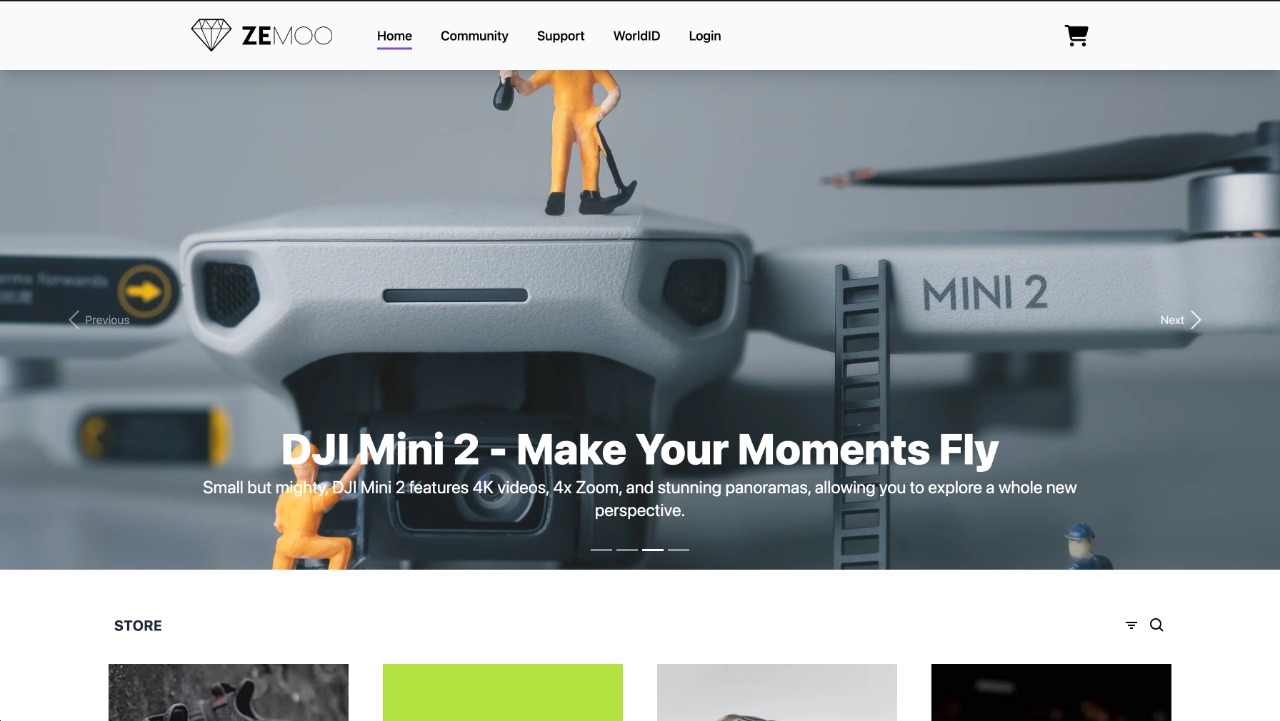 ZEMOO
Home
Community
Support
WorldID
Login
forwards
MINI 2
Previous
Next
DJI Mini 2 - Make Your Moments Fly
Small but mighty, DJI Mini 2 features 4K videos, 4x Zoom, and stunning panoramas, allowing you to explore a whole new
perspective.
STORE